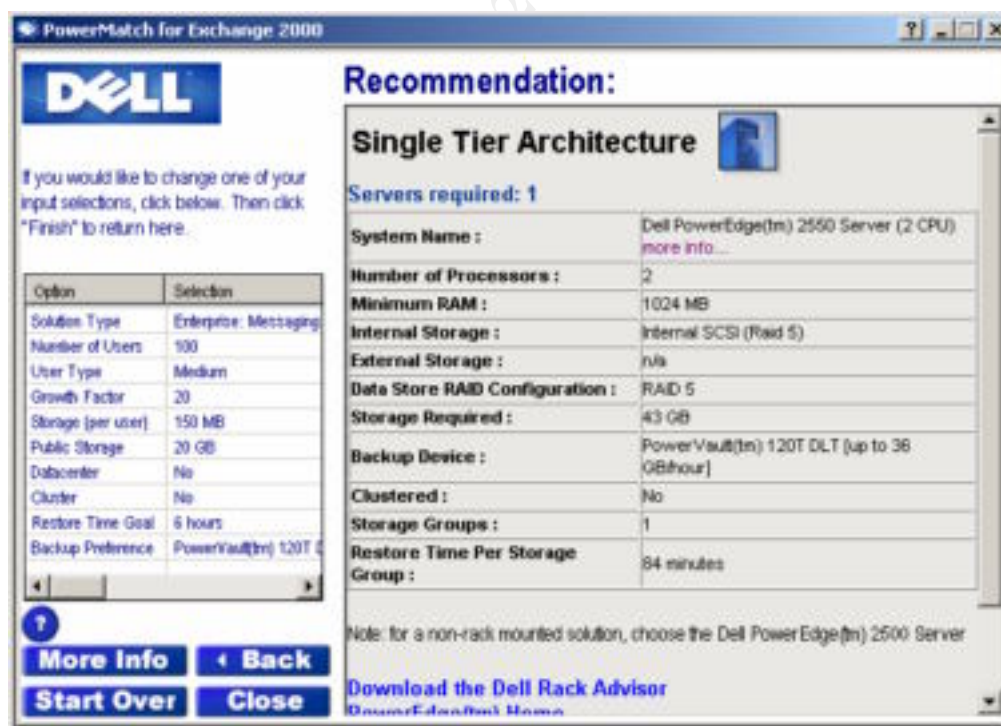 PowerMatch for Exchange 2000
DELL
If you would like to change one of your
input selections, click below. Then click
"Finish" to return here.
Option Selection
Solution Type Enterprise: Messaging
Number of Users 100
User Type Medium
Growth Factor 20
Storage (per user) 150 MB
Public Storage 20 GB
Datacenter No
Cluster No
Restore Time Goal 6 hours
Backup Preference PowerVault(tm) 120T
?
More Info
Back
Start Over
Close
Recommendation:
Single Tier Architecture
Servers required: 1
System Name : Dell PowerEdge(tm) 2550 Server (2 CPU)
more info...
Number of Processors : 2
Minimum RAM : 1024 MB
Internal Storage : Internal SCSI (Raid 5)
External Storage : n/a
Data Store RAID Configuration : RAID 5
Storage Required : 43 GB
Backup Device : PowerVault(tm) 120T DLT [up to 36
GB/hour]
Clustered : No
Storage Groups : 1
Restore Time Per Storage
Group : 84 minutes
Note: for a non-rack mounted solution, choose the Dell PowerEdge(tm) 2500 Server
Download the Dell Rack Advisor
PowerEdge(tm) Home